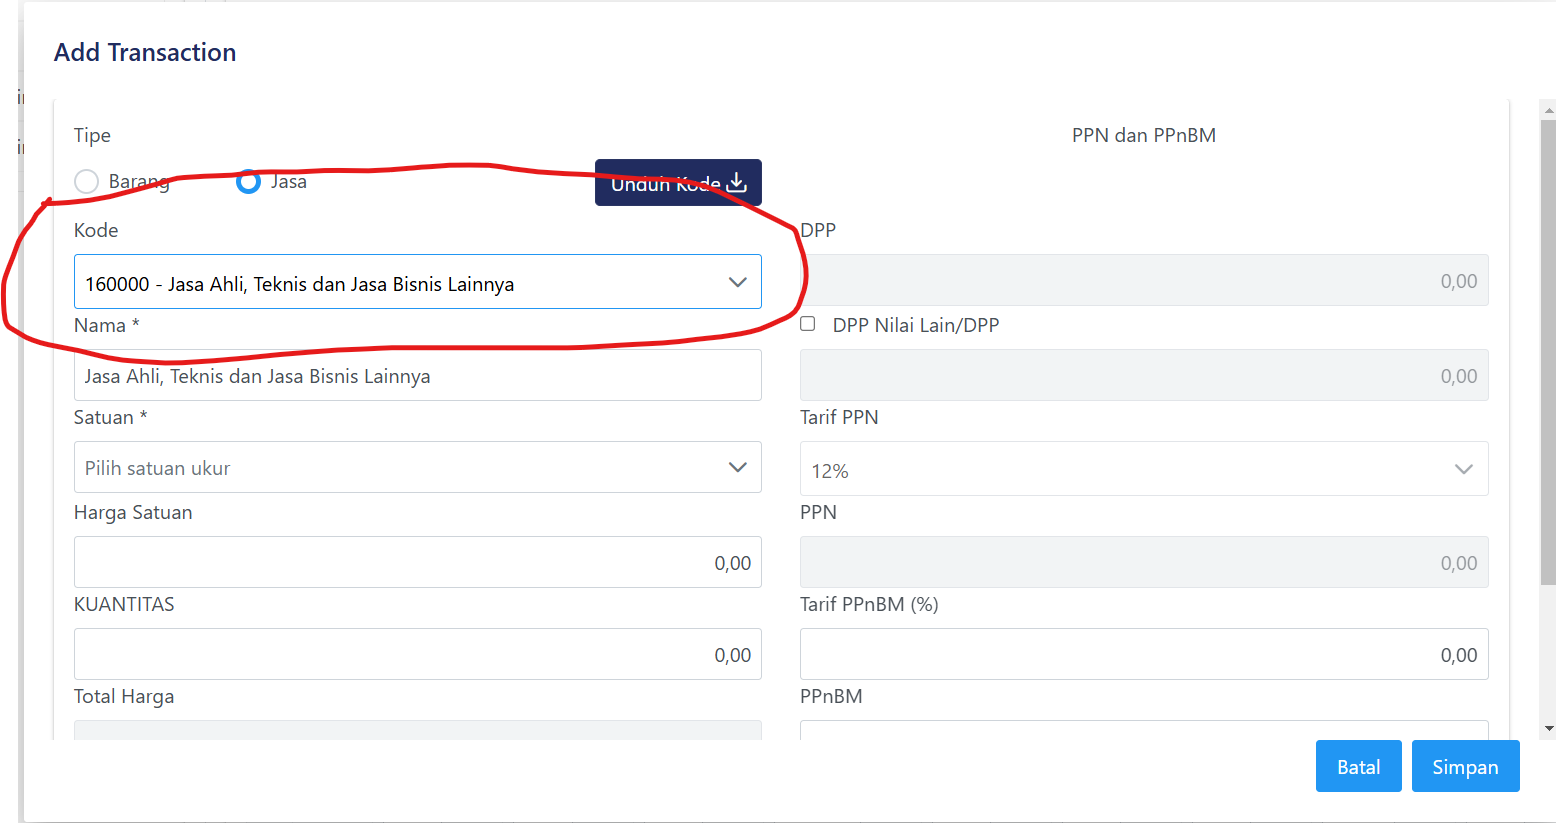 Add Transaction
Tipe
Barang
Jasa
Unduh Kode
Kode
160000 - Jasa Ahli, Teknis dan Jasa Bisnis Lainnya
Nama *
Jasa Ahli, Teknis dan Jasa Bisnis Lainnya
Satuan *
Pilih satuan ukur
Harga Satuan
0,00
KUANTITAS
0,00
Total Harga
PPN dan PPnBM
DPP
0,00
DPP Nilai Lain/DPP
0,00
Tarif PPN
12%
PPN
0,00
Tarif PPnBM (%)
0,00
PPnBM
Batal
Simpan